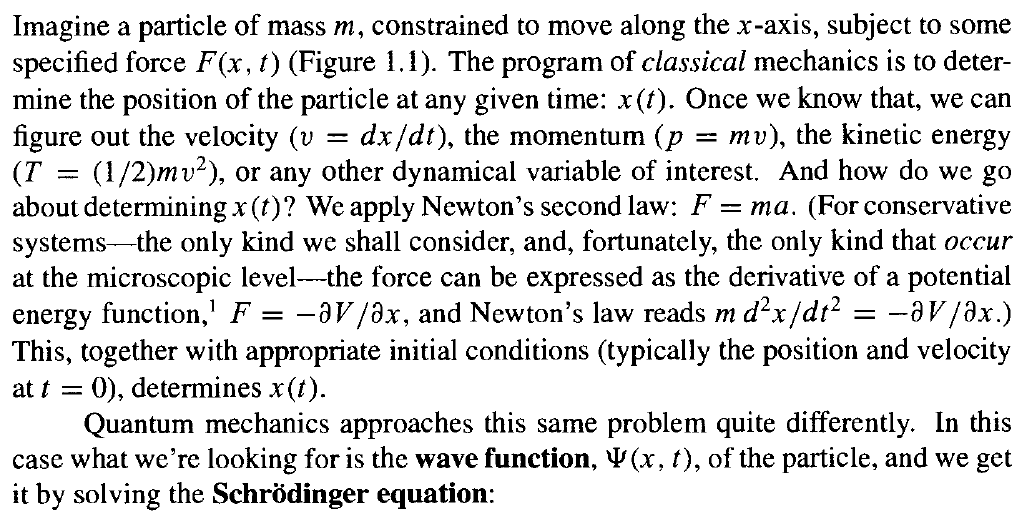 Imagine a particle of mass m, constrained to move along the x-axis, subject to some
specified force F(x, t) (Figure 1.1). The program of classical mechanics is to deter-
mine the position of the particle at any given time: x(t). Once we know that, we can
figure out the velocity (v = dx/dt), the momentum (p = mv), the kinetic energy
(T = (1/2)mv²), or any other dynamical variable of interest. And how do we go
about determining x(t)? We apply Newton's second law: F = ma. (For conservative
systems—the only kind we shall consider, and, fortunately, the only kind that occur
at the microscopic level—the force can be expressed as the derivative of a potential
energy function,¹ F = −∂V/∂x, and Newton's law reads m d²x/dt² = −∂V/∂x.)
This, together with appropriate initial conditions (typically the position and velocity
at t = 0), determines x(t).
Quantum mechanics approaches this same problem quite differently. In this
case what we're looking for is the wave function, Ψ(x, t), of the particle, and we get
it by solving the Schrödinger equation: